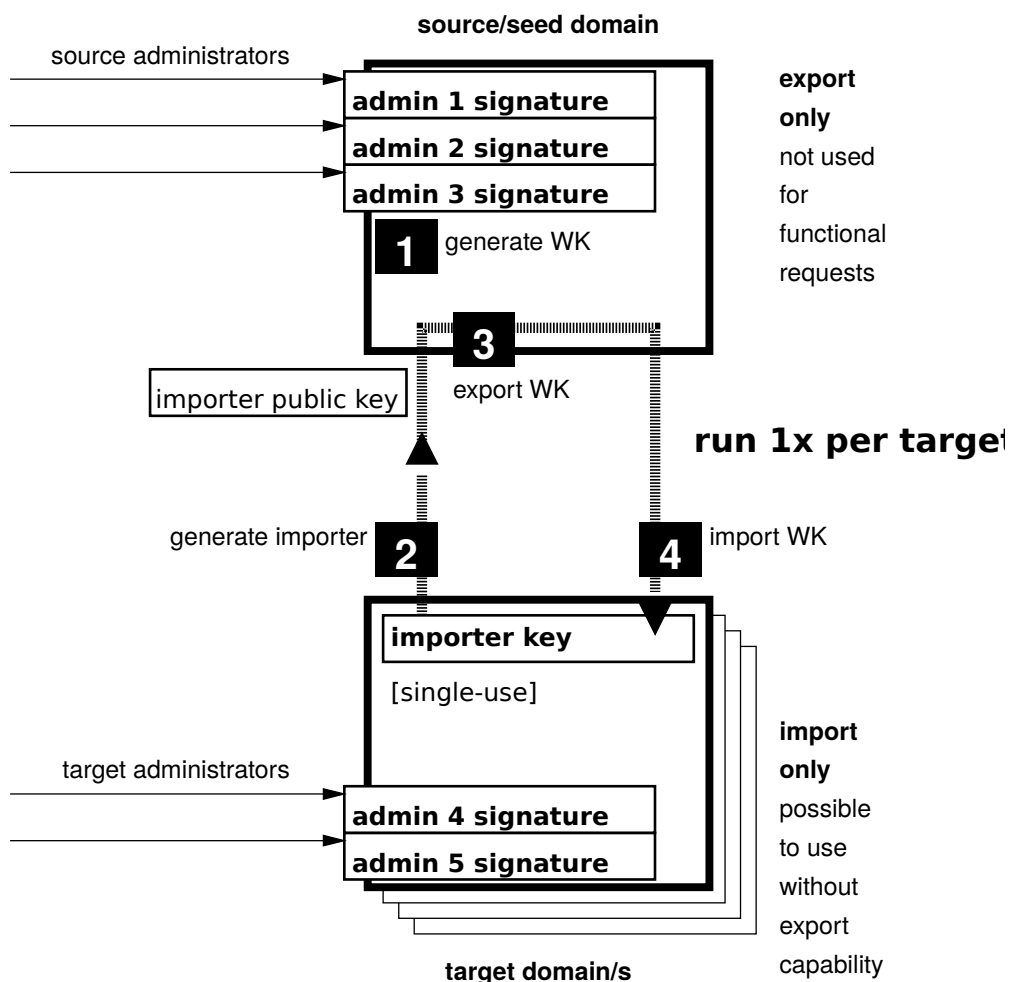 source/seed domain
source administrators
admin 1 signature
admin 2 signature
admin 3 signature
export
only
not used
for
functional
requests
1 generate WK
3
export WK
importer public key
run 1x per target
generate importer 2
4 import WK
importer key
[single-use]
target administrators
admin 4 signature
admin 5 signature
import
only
possible
to use
without
export
capability
target domain/s